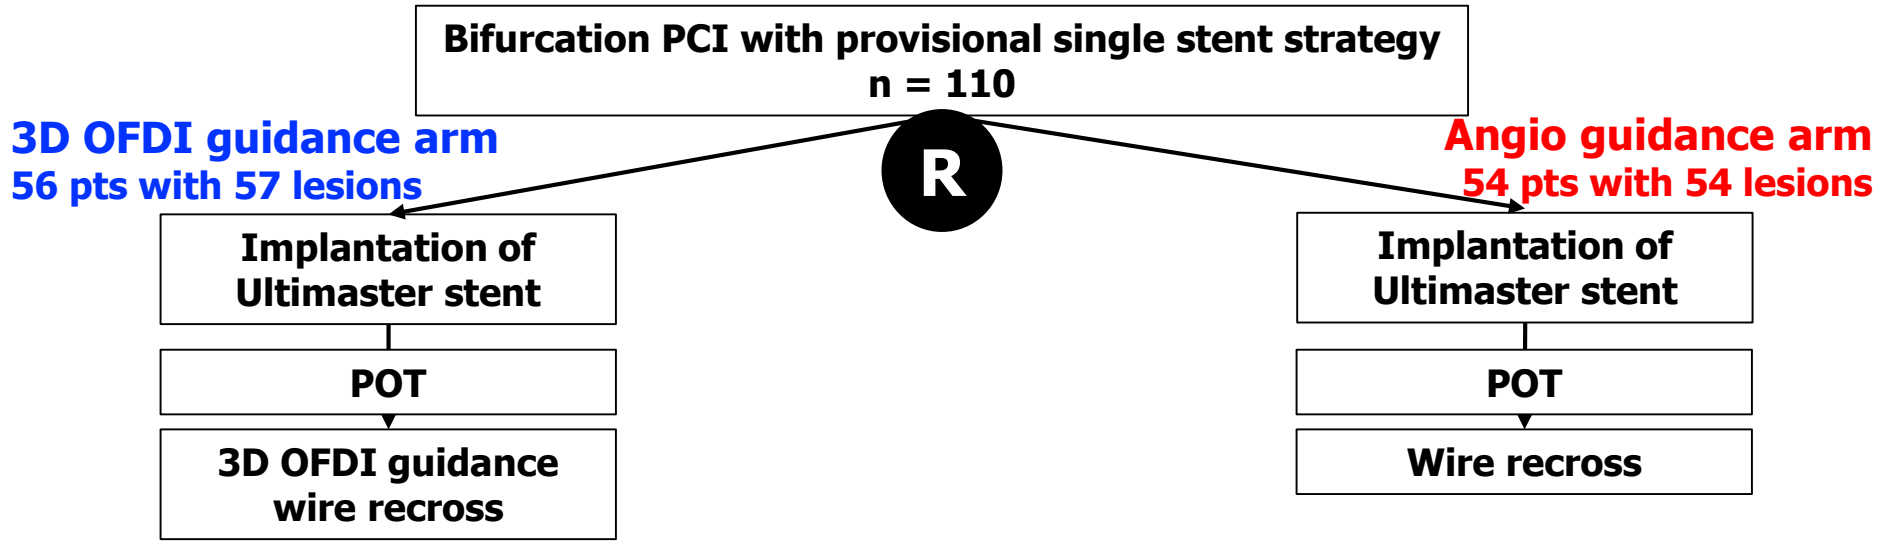 Bifurcation PCI with provisional single stent strategy
n = 110
R
3D OFDI guidance arm
56 pts with 57 lesions
Implantation of
Ultimaster stent
POT
3D OFDI guidance
wire recross
Angio guidance arm
54 pts with 54 lesions
Implantation of
Ultimaster stent
POT
Wire recross